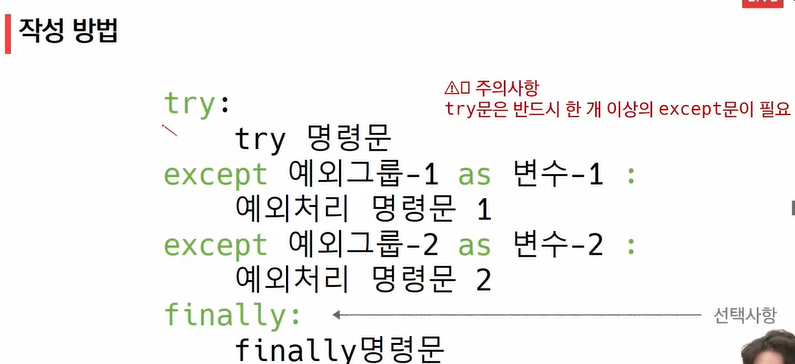 작성 방법
⚠ 주의사항
try문은 반드시 한 개 이상의 except문이 필요
try:
try 명령문
except 예외그룹-1 as 변수-1 :
예외처리 명령문 1
except 예외그룹-2 as 변수-2 :
예외처리 명령문 2
finally:
선택사항
finally명령문